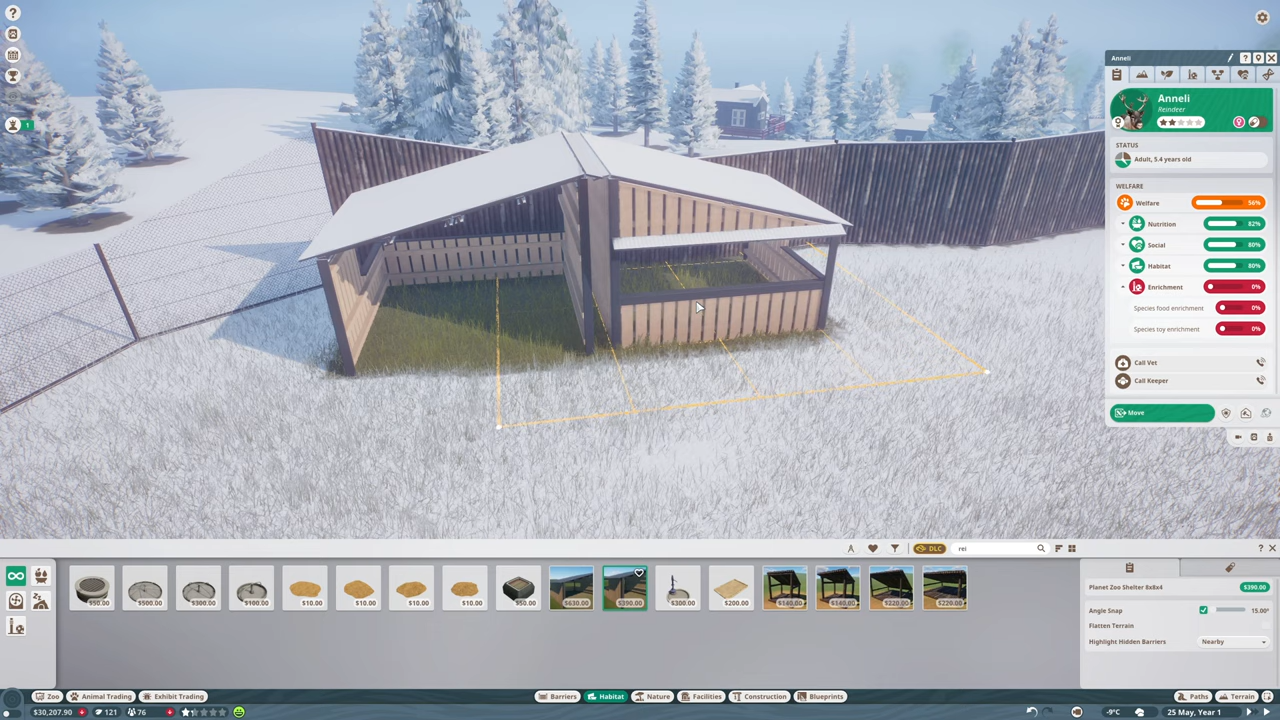 ?
1
Anneli
?
Anneli
Reindeer
STATUS
Adult, 5.4 years old
WELFARE
Welfare 56%
Nutrition 82%
Social 80%
Habitat 80%
Enrichment 0%
Species food enrichment 0%
Species toy enrichment 0%
Call Vet
Call Keeper
Move
DLC rei ?
$50.00 $500.00 $300.00 $100.00 $10.00 $10.00 $10.00 $10.00 $50.00 $630.00 $390.00 $300.00 $200.00 $140.00 $140.00 $220.00 $220.00
Planet Zoo Shelter 8x8x4 $390.00
Angle Snap 15.00°
Flatten Terrain
Highlight Hidden Barriers Nearby
Zoo Animal Trading Exhibit Trading Barriers Habitat Nature Facilities Construction Blueprints Paths Terrain
$30,207.90 121 76 -9°C 25 May, Year 1